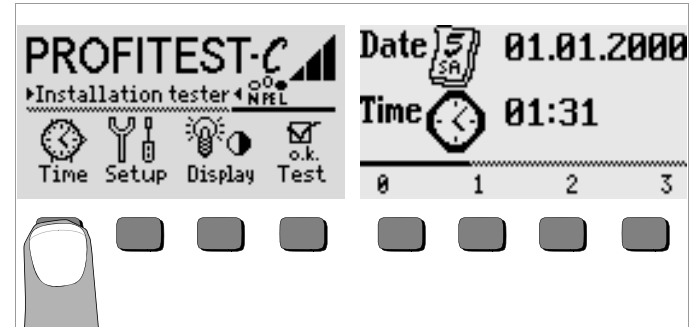 PROFITEST-C
Installation tester
N PE L
Time Setup Display o.k. Test
Date 5 SA 01.01.2000
Time 01:31
0 1 2 3